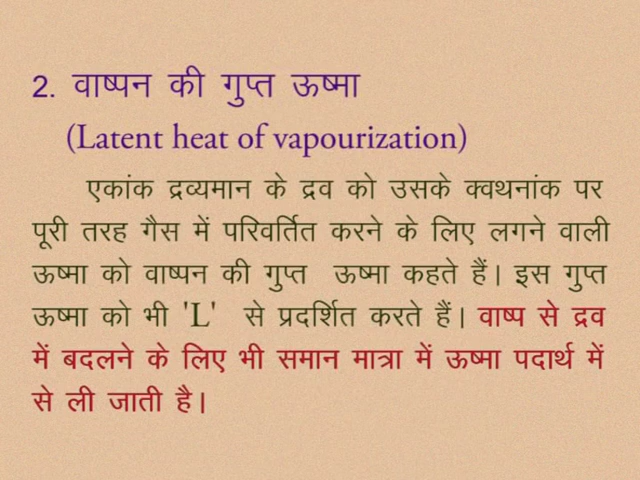 2. वाष्पन की गुप्त ऊष्मा
(Latent heat of vapourization)
एकांक द्रव्यमान के द्रव को उसके क्वथनांक पर
पूरी तरह गैस में परिवर्तित करने के लिए लगने वाली
ऊष्मा को वाष्पन की गुप्त ऊष्मा कहते हैं। इस गुप्त
ऊष्मा को भी 'L' से प्रदर्शित करते हैं। वाष्प से द्रव
में बदलने के लिए भी समान मात्रा में ऊष्मा पदार्थ में
से ली जाती है।